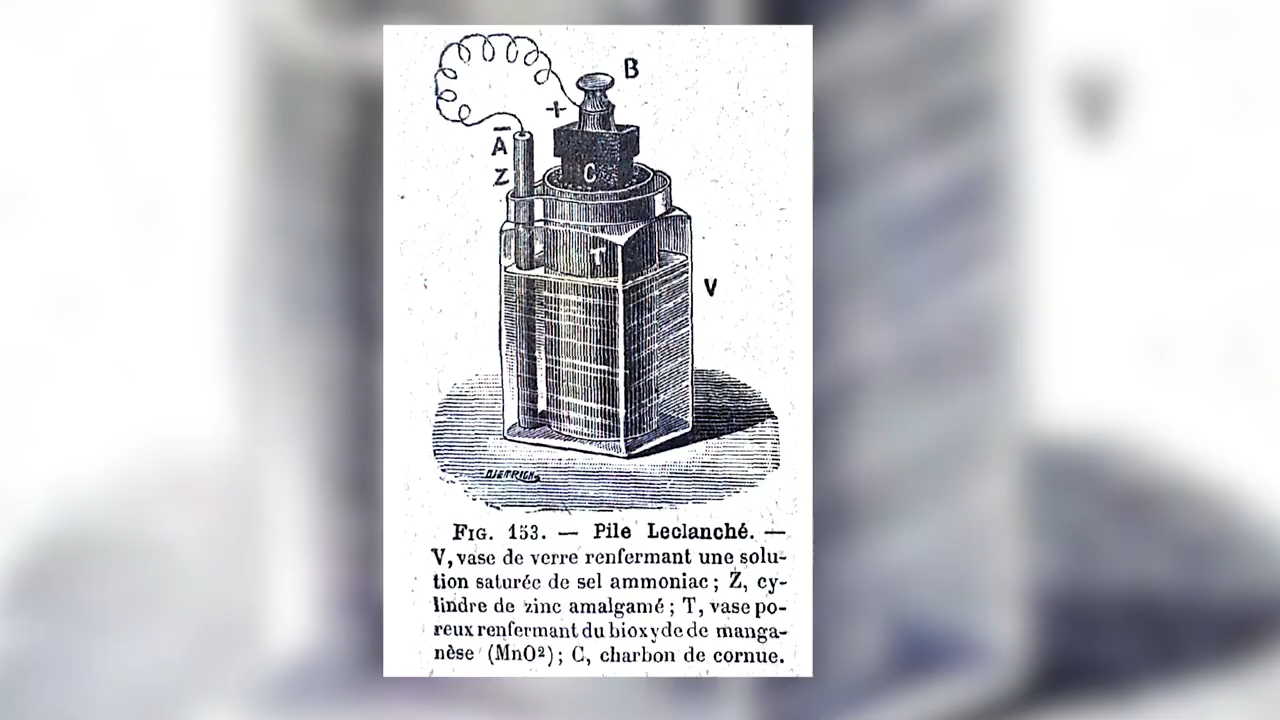 B
+
–
A
Z
C
T
V
FIG. 153. — Pile Leclanché. —
V, vase de verre renfermant une solu-
tion saturée de sel ammoniac ; Z, cy-
lindre de zinc amalgamé ; T, vase po-
reux renfermant du bioxyde de manga-
nèse (MnO²) ; C, charbon de cornue.